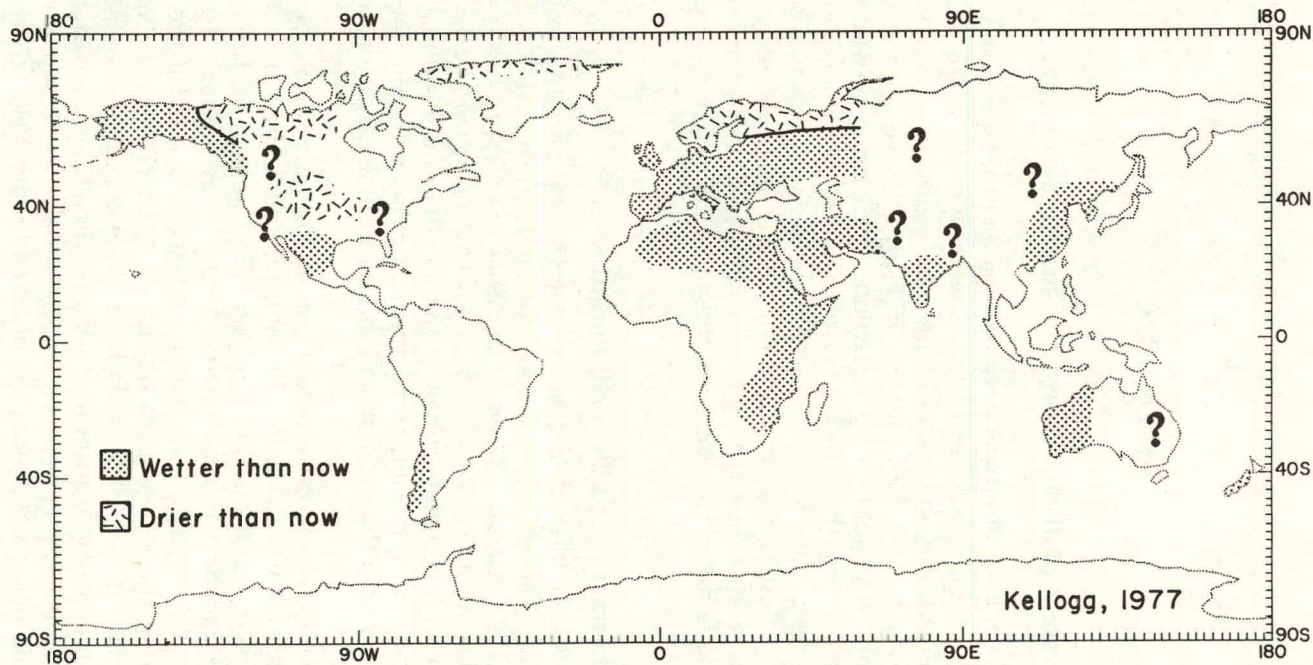 180 90W 0 90E 180
90N 90N
? ?
? ?
40N ? ? ? ? 40N
0 0
?
Wetter than now
40S 40S
Drier than now
Kellogg, 1977
90S 90S
180 90W 0 90E 180